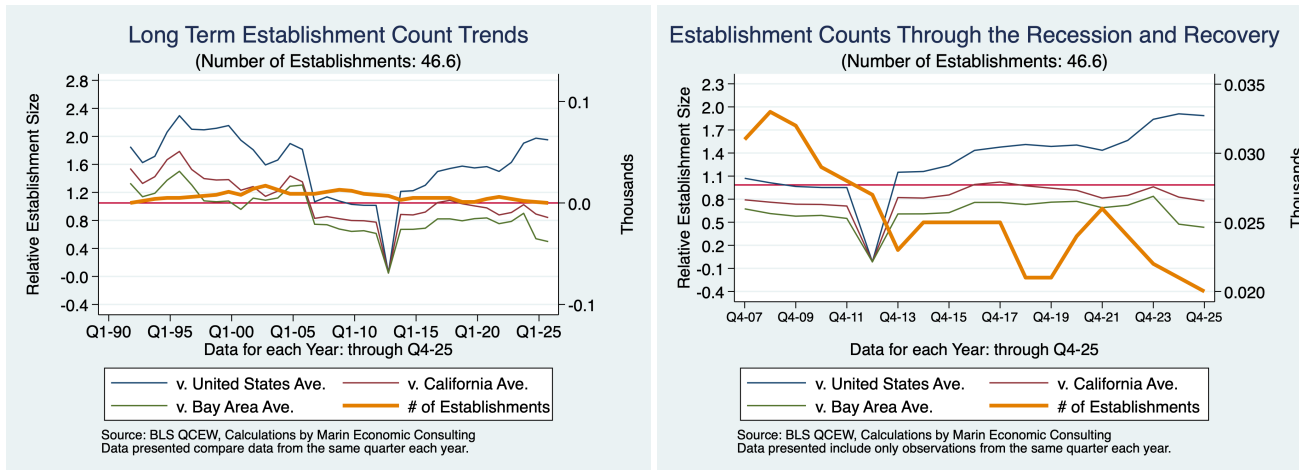 Long Term Establishment Count Trends
(Number of Establishments: 46.6)
Relative Establishment Size
2.8
2.4
2.0
1.6
1.2
0.8
0.4
-0.0
-0.4
0.1
0.0
-0.1
Thousands
Q1-90 Q1-95 Q1-00 Q1-05 Q1-10 Q1-15 Q1-20 Q1-25
Data for each Year: through Q4-25
v. United States Ave. v. California Ave.
v. Bay Area Ave. # of Establishments
Source: BLS QCEW, Calculations by Marin Economic Consulting
Data presented compare data from the same quarter each year.
Establishment Counts Through the Recession and Recovery
(Number of Establishments: 46.6)
Relative Establishment Size
2.3
2.0
1.7
1.4
1.1
0.8
0.5
0.2
-0.1
-0.4
0.035
0.030
0.025
0.020
Thousands
Q4-07 Q4-09 Q4-11 Q4-13 Q4-15 Q4-17 Q4-19 Q4-21 Q4-23 Q4-25
Data for each Year: through Q4-25
v. United States Ave. v. California Ave.
v. Bay Area Ave. # of Establishments
Source: BLS QCEW, Calculations by Marin Economic Consulting
Data presented include only observations from the same quarter each year.